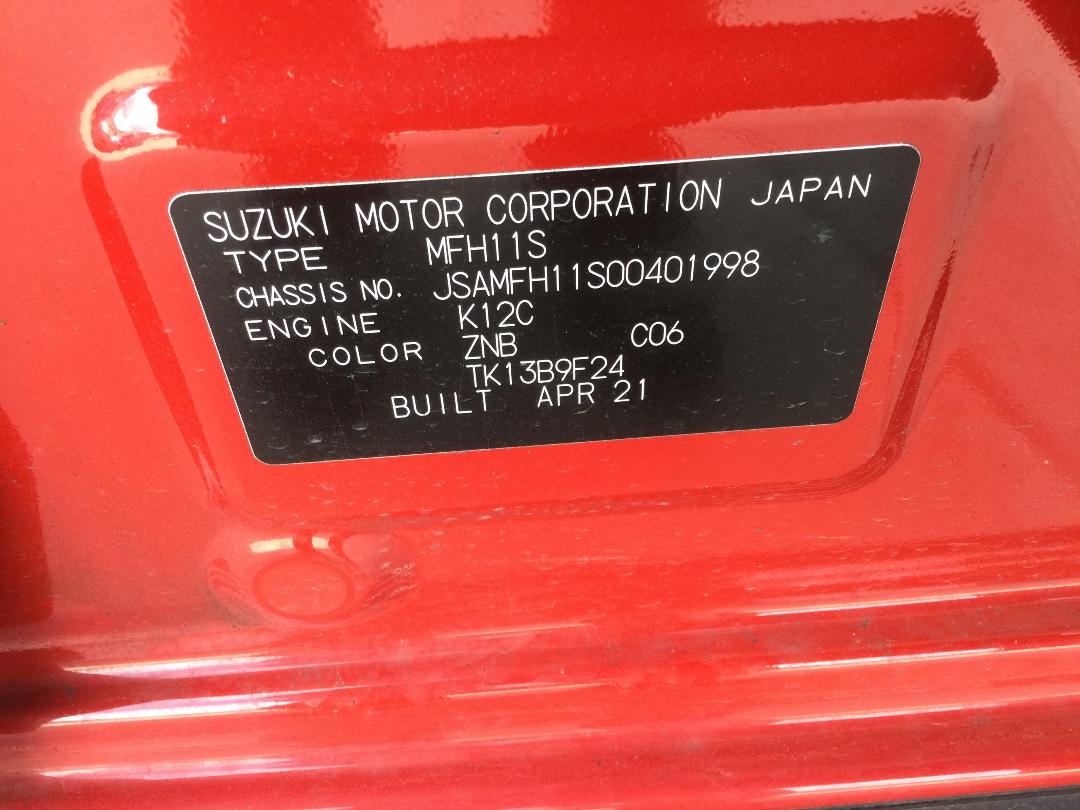 SUZUKI MOTOR CORPORATION JAPAN
TYPE MFH11S
CHASSIS NO. JSAMFH11S00401998
ENGINE K12C
COLOR ZNB C06
TK13B9F24
BUILT APR 21